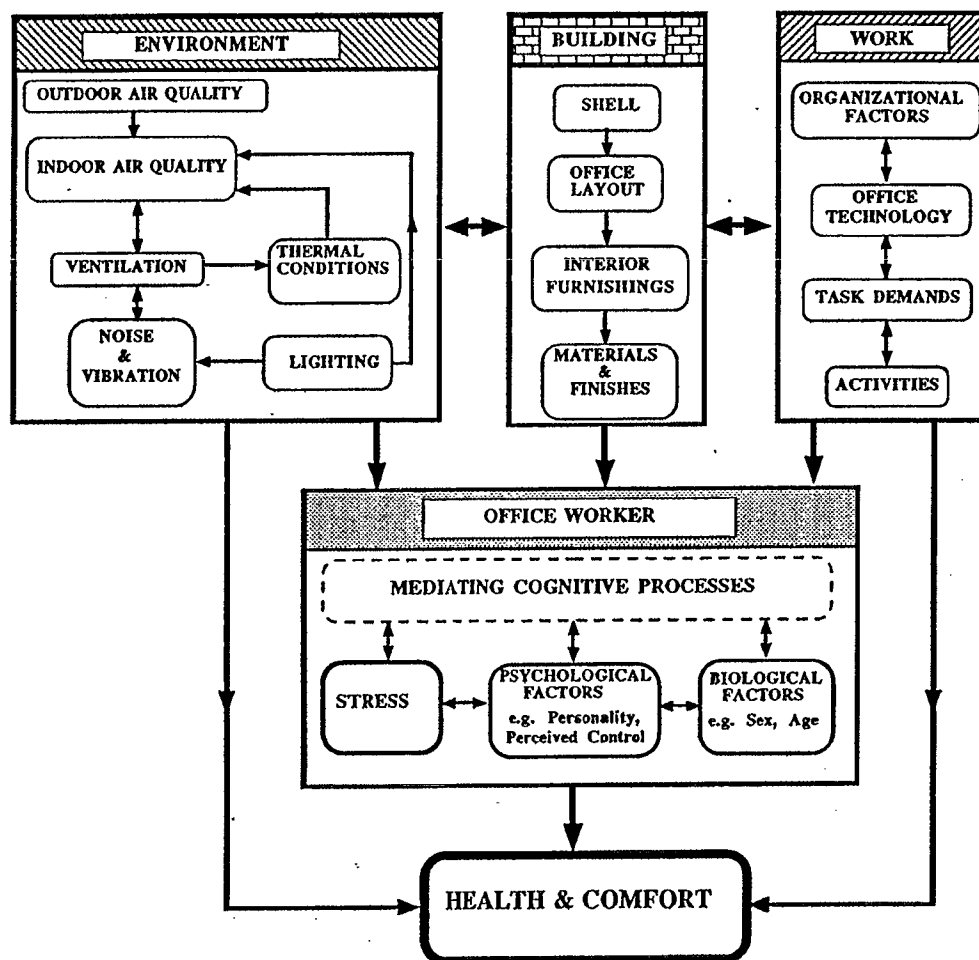 ENVIRONMENT
OUTDOOR AIR QUALITY
INDOOR AIR QUALITY
VENTILATION
THERMAL
CONDITIONS
NOISE
&
VIBRATION
LIGHTING
BUILDING
SHELL
OFFICE
LAYOUT
INTERIOR
FURNISHINGS
MATERIALS
&
FINISHES
WORK
ORGANIZATIONAL
FACTORS
OFFICE
TECHNOLOGY
TASK DEMANDS
ACTIVITIES
OFFICE WORKER
MEDIATING COGNITIVE PROCESSES
STRESS
PSYCHOLOGICAL
FACTORS
e.g. Personality,
Perceived Control
BIOLOGICAL
FACTORS
e.g. Sex, Age
HEALTH & COMFORT